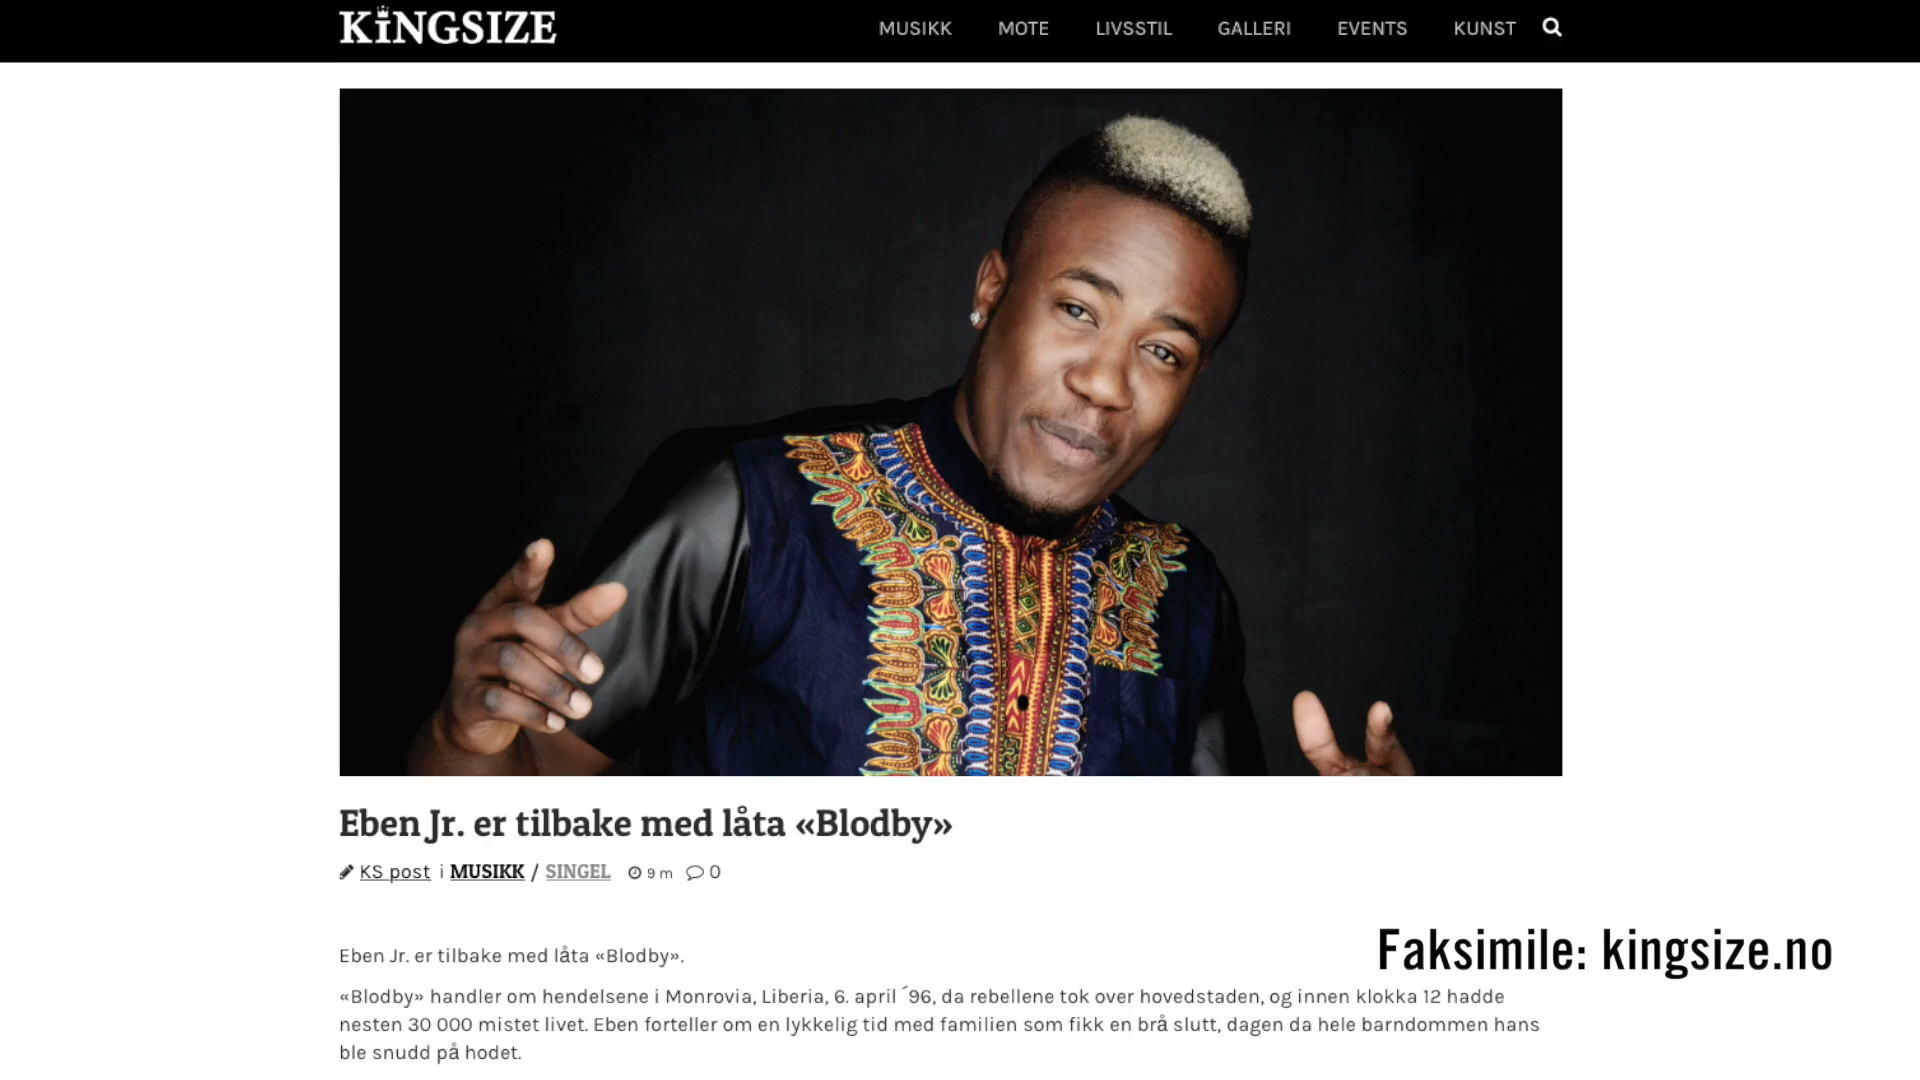 KiNGSIZE
MUSIKK MOTE LIVSSTIL GALLERI EVENTS KUNST
Eben Jr. er tilbake med låta «Blodby»
KS post i MUSIKK / SINGEL 9 m 0
Eben Jr. er tilbake med låta «Blodby».
Faksimile: kingsize.no
«Blodby» handler om hendelsene i Monrovia, Liberia, 6. april ´96, da rebellene tok over hovedstaden, og innen klokka 12 hadde
nesten 30 000 mistet livet. Eben forteller om en lykkelig tid med familien som fikk en brå slutt, dagen da hele barndommen hans
ble snudd på hodet.